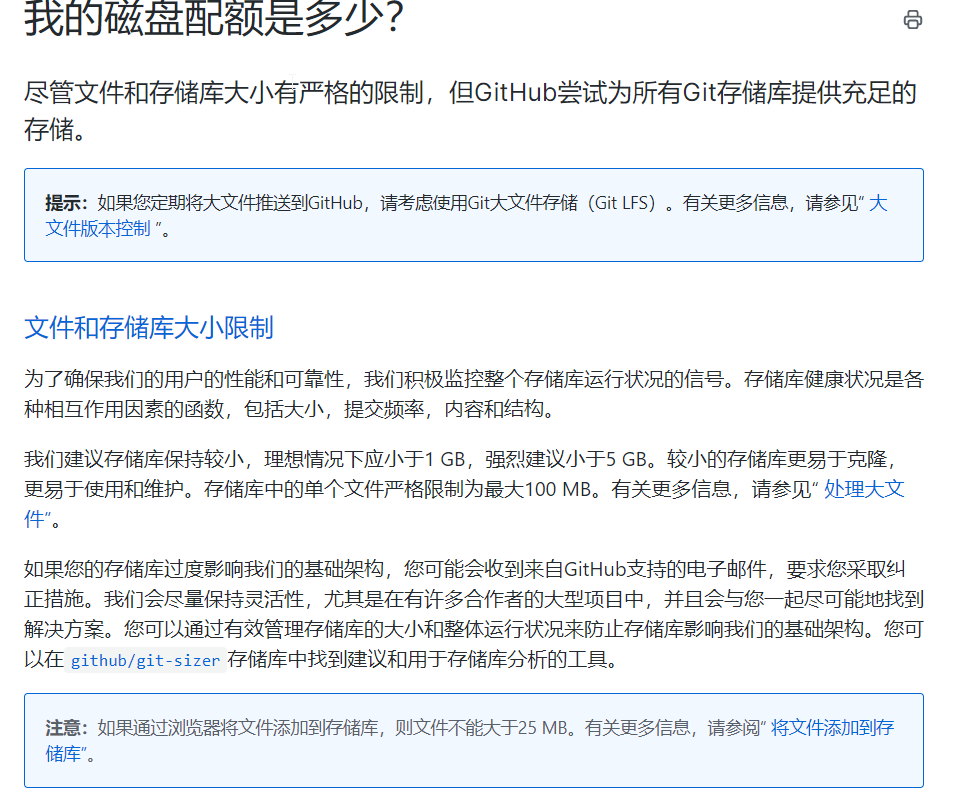 我的磁盘配额是多少？
尽管文件和存储库大小有严格的限制，但GitHub尝试为所有Git存储库提供充足的
存储。
提示：如果您定期将大文件推送到GitHub，请考虑使用Git大文件存储（Git LFS）。有关更多信息，请参见“ 大
文件版本控制 ”。
文件和存储库大小限制
为了确保我们的用户的性能和可靠性，我们积极监控整个存储库运行状况的信号。存储库健康状况是各
种相互作用因素的函数，包括大小，提交频率，内容和结构。
我们建议存储库保持较小，理想情况下应小于1 GB，强烈建议小于5 GB。较小的存储库更易于克隆，
更易于使用和维护。存储库中的单个文件严格限制为最大100 MB。有关更多信息，请参见“ 处理大文
件”。
如果您的存储库过度影响我们的基础架构，您可能会收到来自GitHub支持的电子邮件，要求您采取纠
正措施。我们会尽量保持灵活性，尤其是在有许多合作者的大型项目中，并且会与您一起尽可能地找到
解决方案。您可以通过有效管理存储库的大小和整体运行状况来防止存储库影响我们的基础架构。您可
以在 github/git-sizer 存储库中找到建议和用于存储库分析的工具。
注意：如果通过浏览器将文件添加到存储库，则文件不能大于25 MB。有关更多信息，请参阅“ 将文件添加到存
储库”。